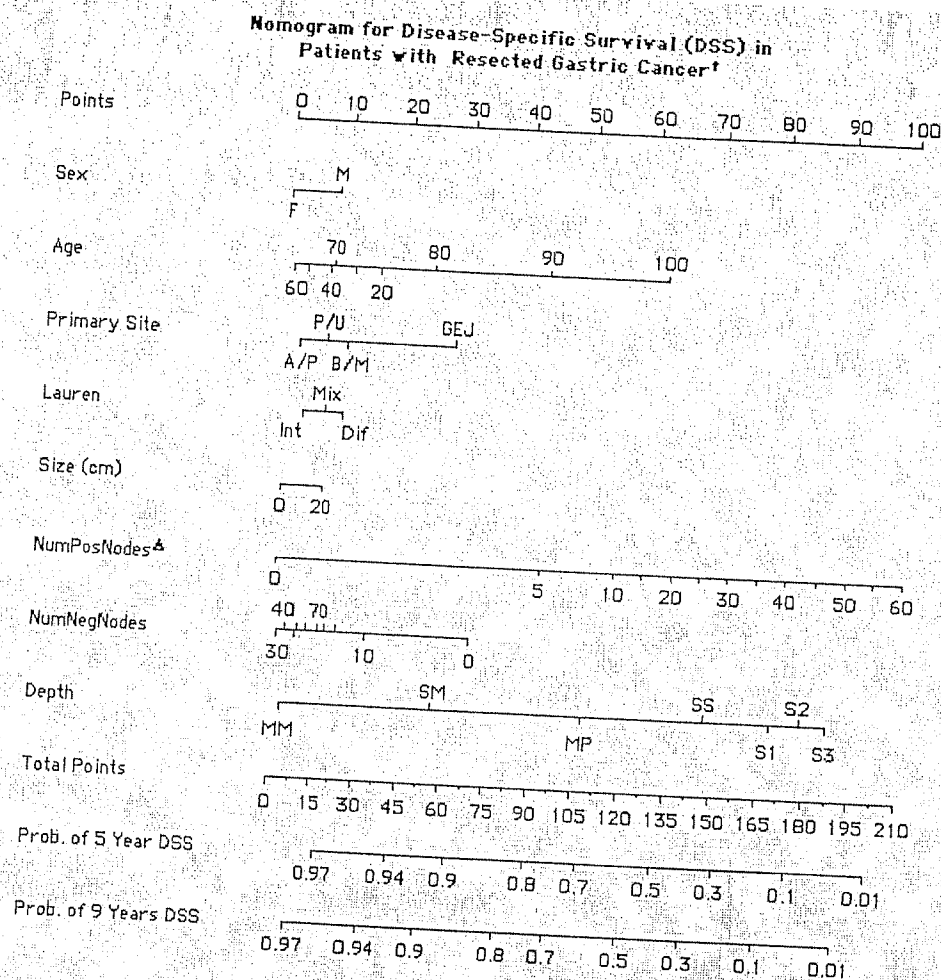 Nomogram for Disease-Specific Survival (DSS) in
Patients with Resected Gastric Cancer†
Points
0 10 20 30 40 50 60 70 80 90 100
Sex
M
F
Age
70 80 90 100
60 40 20
Primary Site
P/U GEJ
A/P B/M
Lauren
Mix
Int Dif
Size (cm)
0 20
NumPosNodesΔ
0 5 10 20 30 40 50 60
NumNegNodes
40 70
30 10 0
Depth
SM SS S2
MM MP S1 S3
Total Points
0 15 30 45 60 75 90 105 120 135 150 165 180 195 210
Prob. of 5 Year DSS
0.97 0.94 0.9 0.8 0.7 0.5 0.3 0.1 0.01
Prob. of 9 Years DSS
0.97 0.94 0.9 0.8 0.7 0.5 0.3 0.1 0.01